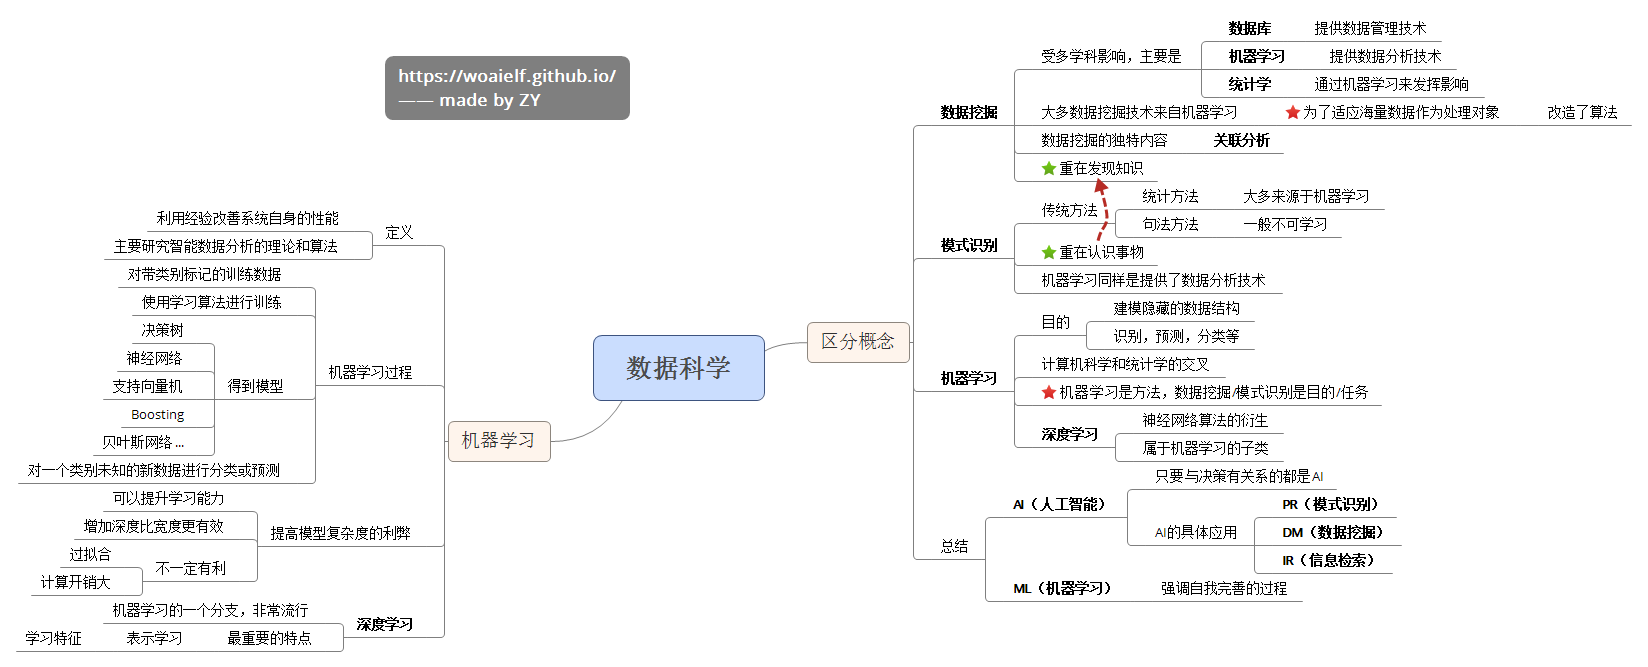 https://woaielf.github.io/
—— made by ZY
数据科学
区分概念
数据挖掘
受多学科影响，主要是
数据库 提供数据管理技术
机器学习 提供数据分析技术
统计学 通过机器学习来发挥影响
大多数据挖掘技术来自机器学习 为了适应海量数据作为处理对象 改造了算法
数据挖掘的独特内容 关联分析
重在发现知识
模式识别
传统方法
统计方法 大多来源于机器学习
句法方法 一般不可学习
重在认识事物
机器学习同样是提供了数据分析技术
机器学习
目的
建模隐藏的数据结构
识别，预测，分类等
计算机科学和统计学的交叉
机器学习是方法，数据挖掘/模式识别是目的/任务
深度学习
神经网络算法的衍生
属于机器学习的子类
总结
AI（人工智能）
只要与决策有关系的都是AI
AI的具体应用
PR（模式识别）
DM（数据挖掘）
IR（信息检索）
ML（机器学习） 强调自我完善的过程
机器学习
定义
利用经验改善系统自身的性能
主要研究智能数据分析的理论和算法
机器学习过程
对带类别标记的训练数据
使用学习算法进行训练
得到模型
决策树
神经网络
支持向量机
Boosting
贝叶斯网络 ...
对一个类别未知的新数据进行分类或预测
提高模型复杂度的利弊
可以提升学习能力
增加深度比宽度更有效
不一定有利
过拟合
计算开销大
深度学习
机器学习的一个分支，非常流行
学习特征 表示学习 最重要的特点